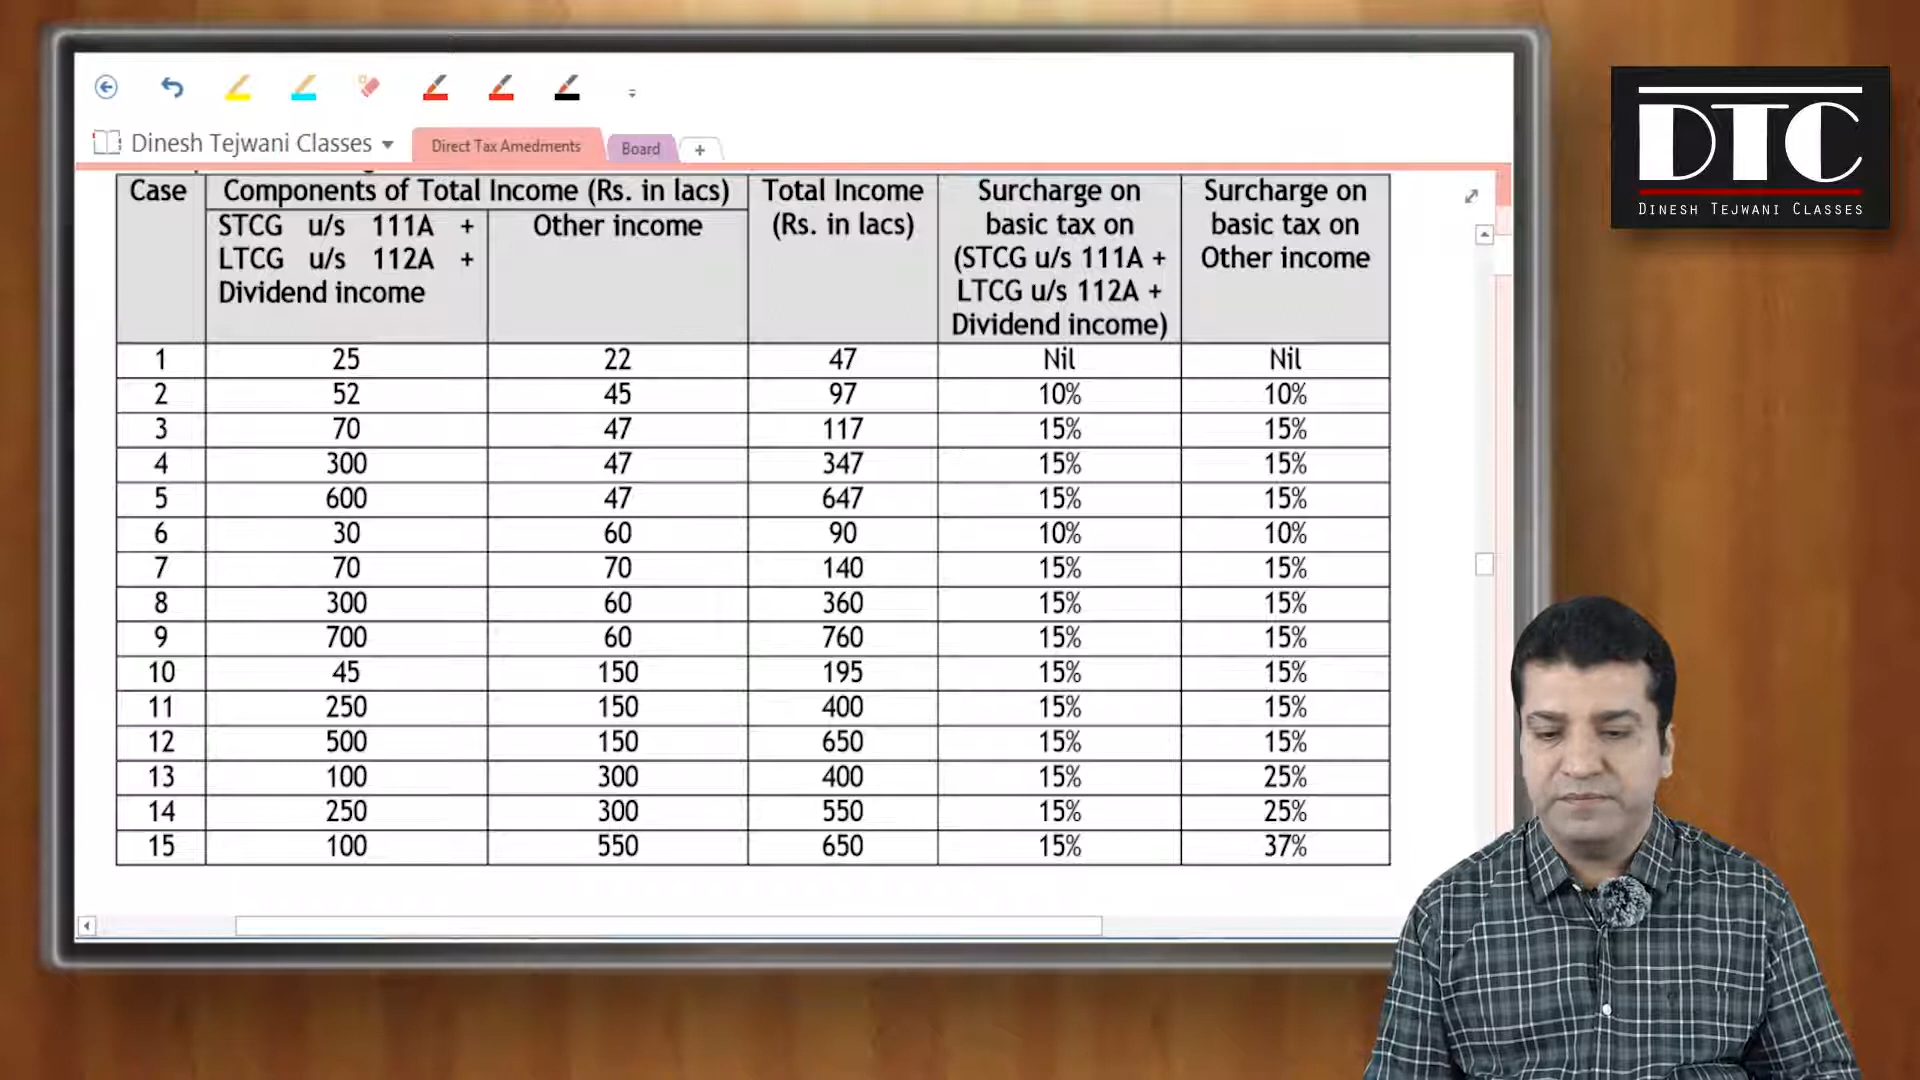 Dinesh Tejwani Classes
Direct Tax Amedments
Board
+
DTC
DINESH TEJWANI CLASSES
Case Components of Total Income (Rs. in lacs) Total Income (Rs. in lacs) Surcharge on basic tax on (STCG u/s 111A + LTCG u/s 112A + Dividend income) Surcharge on basic tax on Other income
STCG u/s 111A + LTCG u/s 112A + Dividend income Other income
1 25 22 47 Nil Nil
2 52 45 97 10% 10%
3 70 47 117 15% 15%
4 300 47 347 15% 15%
5 600 47 647 15% 15%
6 30 60 90 10% 10%
7 70 70 140 15% 15%
8 300 60 360 15% 15%
9 700 60 760 15% 15%
10 45 150 195 15% 15%
11 250 150 400 15% 15%
12 500 150 650 15% 15%
13 100 300 400 15% 25%
14 250 300 550 15% 25%
15 100 550 650 15% 37%